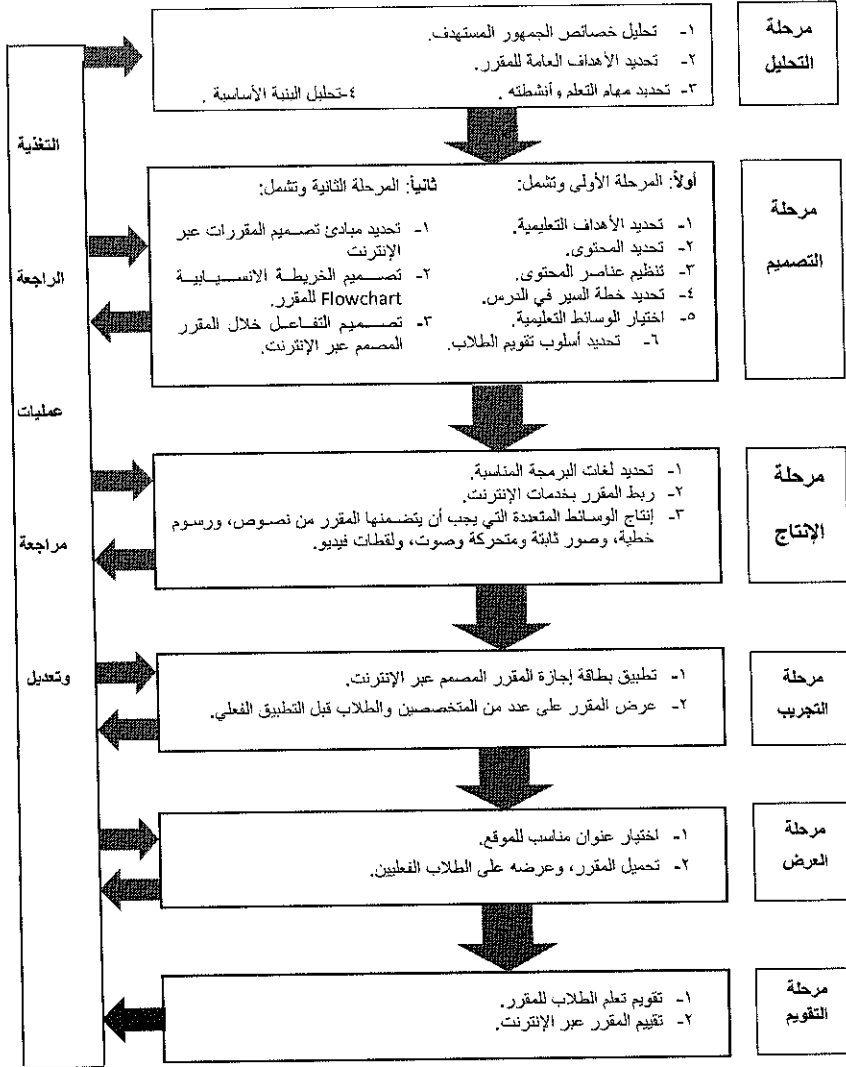 مرحلة
التحليل
١- تحليل خصائص الجمهور المستهدف.
٢- تحديد الأهداف العامة للمقرر.
٣- تحديد مهام التعلم وأنشطته . ٤-تحليل البنية الأساسية .
مرحلة
التصميم
أولاً: المرحلة الأولى وتشمل:
١- تحديد الأهداف التعليمية.
٢- تحديد المحتوى.
٣- تنظيم عناصر المحتوى.
٤- تحديد خطة السير في الدرس.
٥- اختيار الوسائط التعليمية.
٦- تحديد أسلوب تقويم الطلاب.
ثانياً: المرحلة الثانية وتشمل:
١- تحديد مبادئ تصميم المقررات عبر
الإنترنت
٢- تصميم الخريطة الانسيابية
Flowchart للمقرر.
٣- تصميم التفاعل خلال المقرر
المصمم عبر الإنترنت.
مرحلة
الإنتاج
١- تحديد لغات البرمجة المناسبة.
٢- ربط المقرر بخدمات الإنترنت.
٣- إنتاج الوسائط المتعددة التي يجب أن يتضمنها المقرر من نصوص، ورسوم
خطية، وصور ثابتة ومتحركة وصوت، ولقطات فيديو.
مرحلة
التجريب
١- تطبيق بطاقة إجازة المقرر المصمم عبر الإنترنت.
٢- عرض المقرر على عدد من المتخصصين والطلاب قبل التطبيق الفعلي.
مرحلة
العرض
١- اختيار عنوان مناسب للموقع.
٢- تحميل المقرر، وعرضه على الطلاب الفعليين.
مرحلة
التقويم
١- تقويم تعلم الطلاب للمقرر.
٢- تقييم المقرر عبر الإنترنت.
التغذية
الراجعة
عمليات
مراجعة
وتعديل